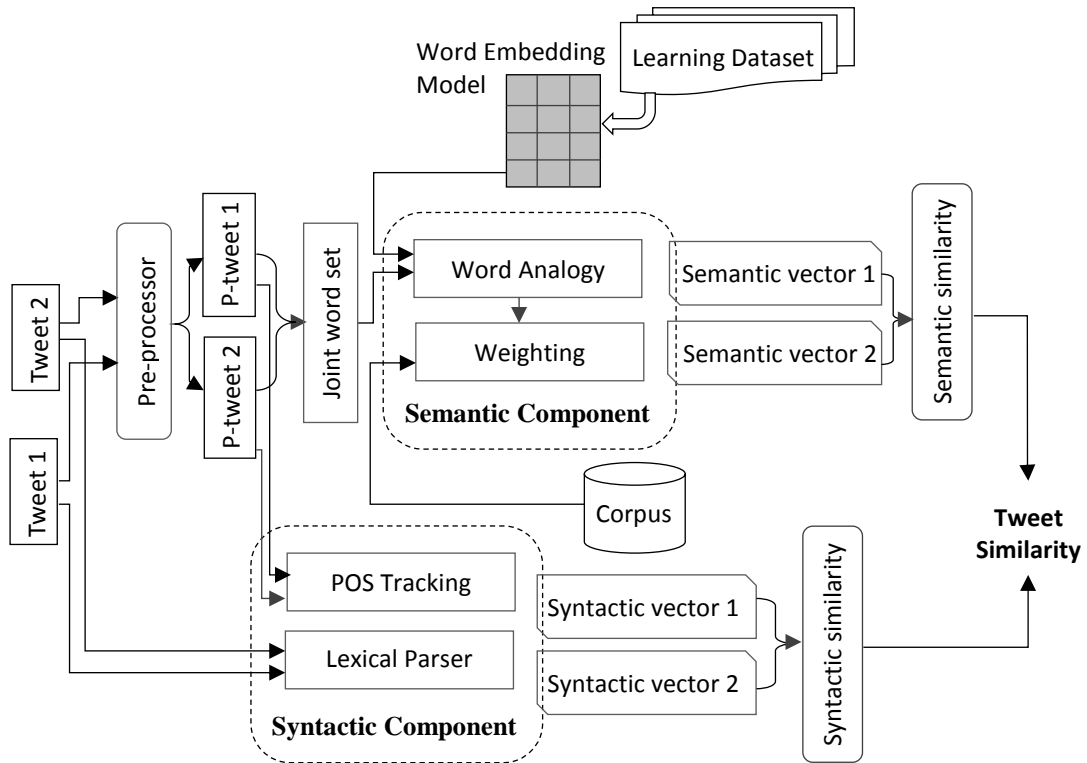 Word Embedding
Model
Learning Dataset
Tweet 2
Tweet 1
Pre-processor
P-tweet 1
P-tweet 2
Joint word set
Word Analogy
Weighting
Semantic Component
Semantic vector 1
Semantic vector 2
Semantic similarity
Corpus
Tweet
Similarity
POS Tracking
Lexical Parser
Syntactic Component
Syntactic vector 1
Syntactic vector 2
Syntactic similarity